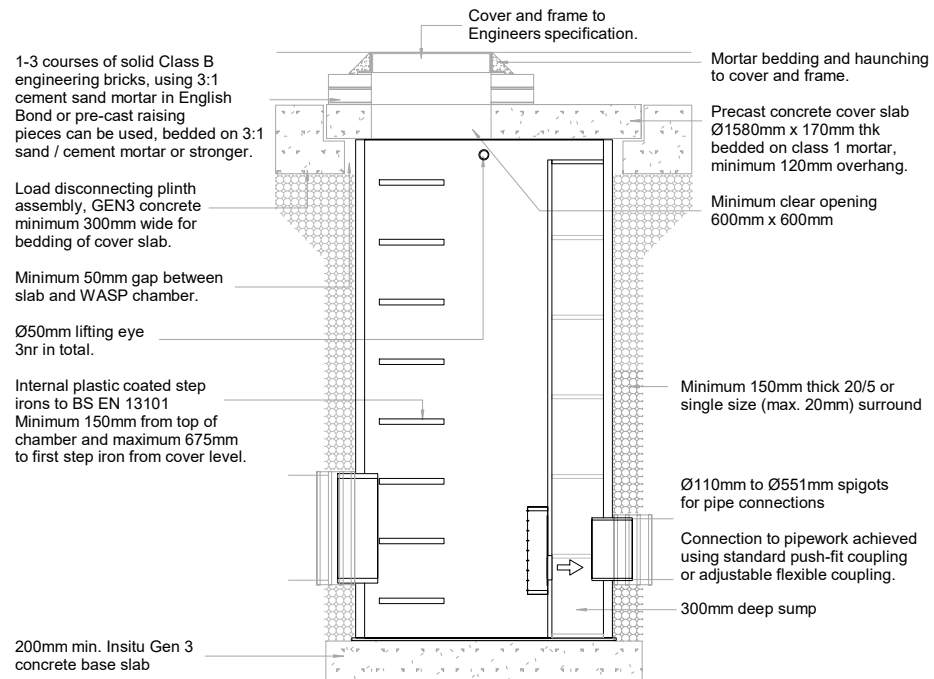 Cover and frame to
Engineers specification.
1-3 courses of solid Class B
engineering bricks, using 3:1
cement sand mortar in English
Bond or pre-cast raising
pieces can be used, bedded on 3:1
sand / cement mortar or stronger.
Load disconnecting plinth
assembly, GEN3 concrete
minimum 300mm wide for
bedding of cover slab.
Minimum 50mm gap between
slab and WASP chamber.
Ø50mm lifting eye
3nr in total.
Internal plastic coated step
irons to BS EN 13101
Minimum 150mm from top of
chamber and maximum 675mm
to first step iron from cover level.
200mm min. Insitu Gen 3
concrete base slab
Mortar bedding and haunching
to cover and frame.
Precast concrete cover slab
Ø1580mm x 170mm thk
bedded on class 1 mortar,
minimum 120mm overhang.
Minimum clear opening
600mm x 600mm
Minimum 150mm thick 20/5 or
single size (max. 20mm) surround
Ø110mm to Ø551mm spigots
for pipe connections
Connection to pipework achieved
using standard push-fit coupling
or adjustable flexible coupling.
300mm deep sump